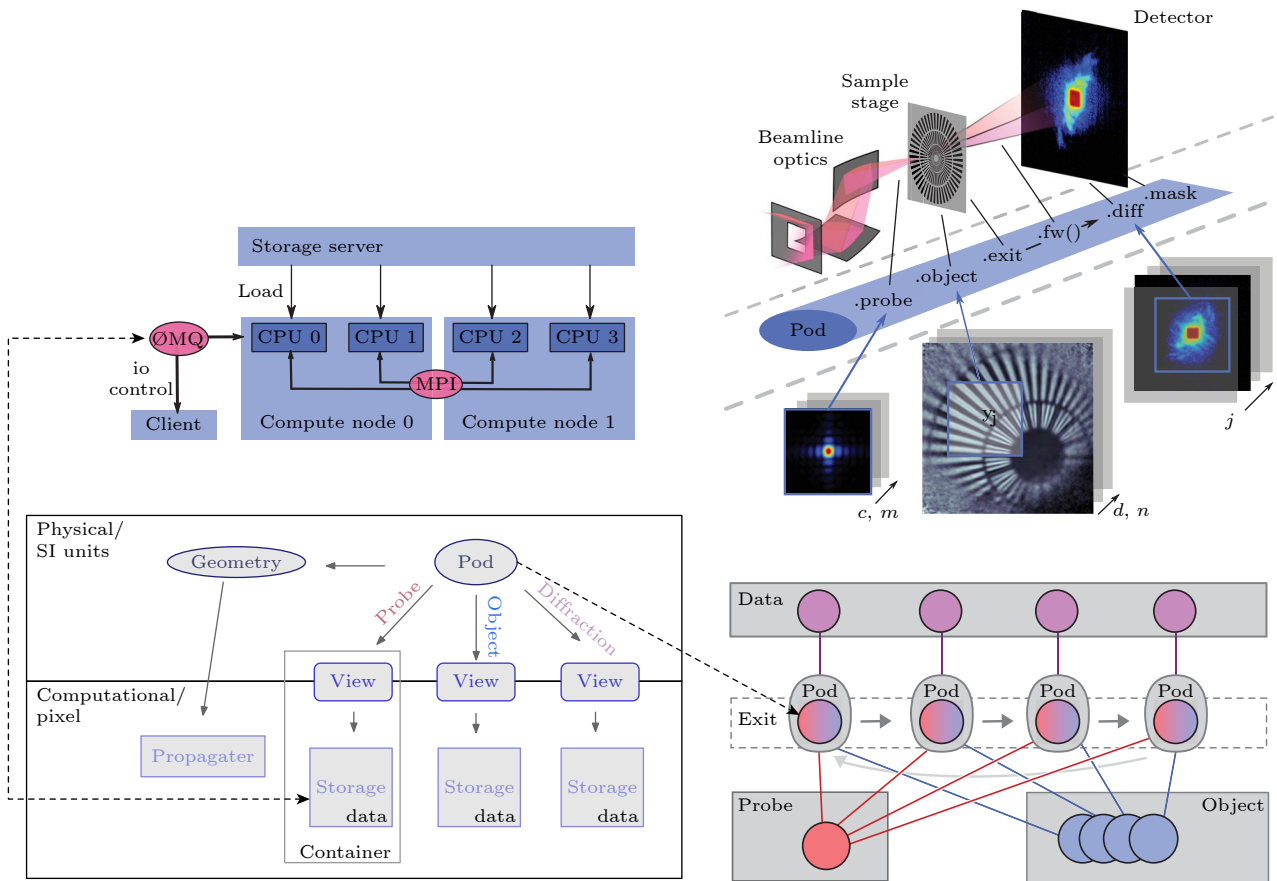 Detector
Sample
stage
Beamline
optics
.mask
.diff
.fw()
.exit
.object
.probe
Pod
y_j
j
c, m
d, n
Storage server
Load
ØMQ
CPU 0
CPU 1
CPU 2
CPU 3
io
control
MPI
Client
Compute node 0
Compute node 1
Physical/
SI units
Geometry
Pod
Probe
Object
Diffraction
View
View
View
Computational/
pixel
Propagater
Storage
data
Storage
data
Storage
data
Container
Data
Pod
Pod
Pod
Pod
Exit
Probe
Object